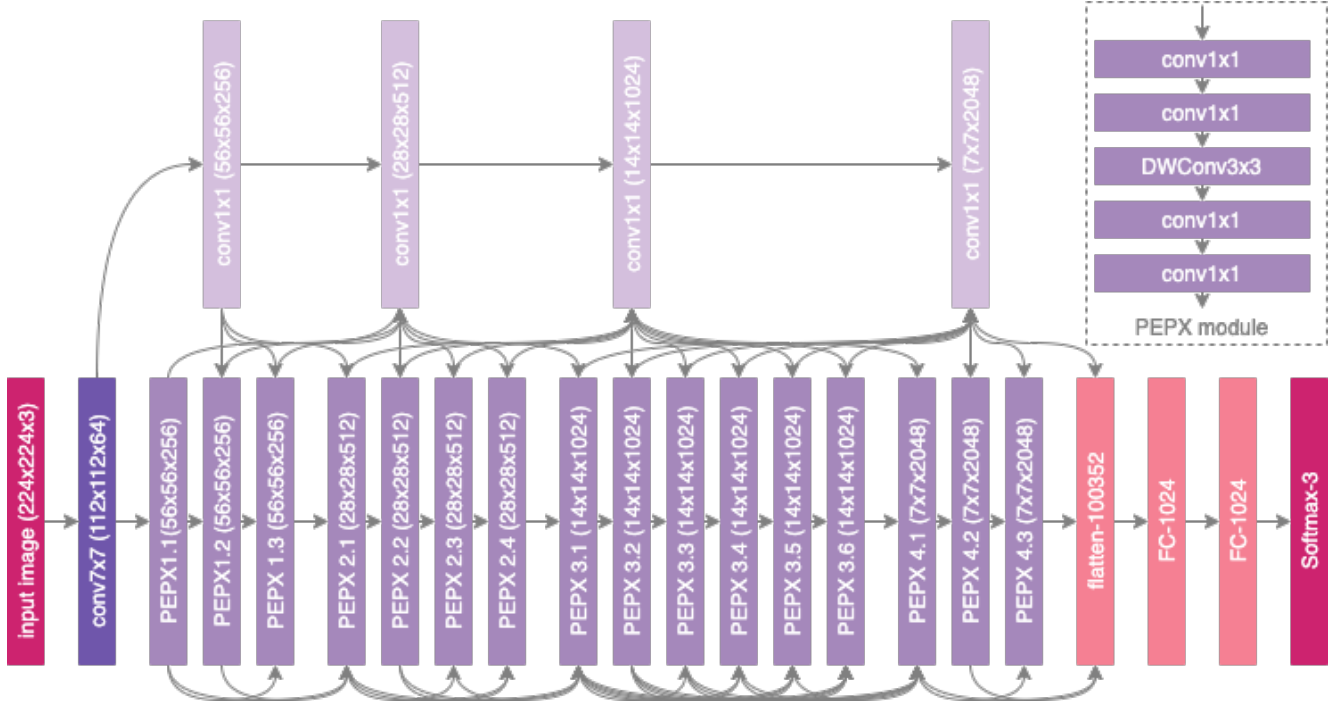 conv1x1 (56x56x256)
conv1x1 (28x28x512)
conv1x1 (14x14x1024)
conv1x1 (7x7x2048)
conv1x1
conv1x1
DWConv3x3
conv1x1
conv1x1
PEPX module
input image (224x224x3)
conv7x7 (112x112x64)
PEPX1.1(56x56x256)
PEPX1.2 (56x56x256)
PEPX 1.3 (56x56x256)
PEPX 2.1 (28x28x512)
PEPX 2.2 (28x28x512)
PEPX 2.3 (28x28x512)
PEPX 2.4 (28x28x512)
PEPX 3.1 (14x14x1024)
PEPX 3.2 (14x14x1024)
PEPX 3.3 (14x14x1024)
PEPX 3.4 (14x14x1024)
PEPX 3.5 (14x14x1024)
PEPX 3.6 (14x14x1024)
PEPX 4.1 (7x7x2048)
PEPX 4.2 (7x7x2048)
PEPX 4.3 (7x7x2048)
flatten-100352
FC-1024
FC-1024
Softmax-3